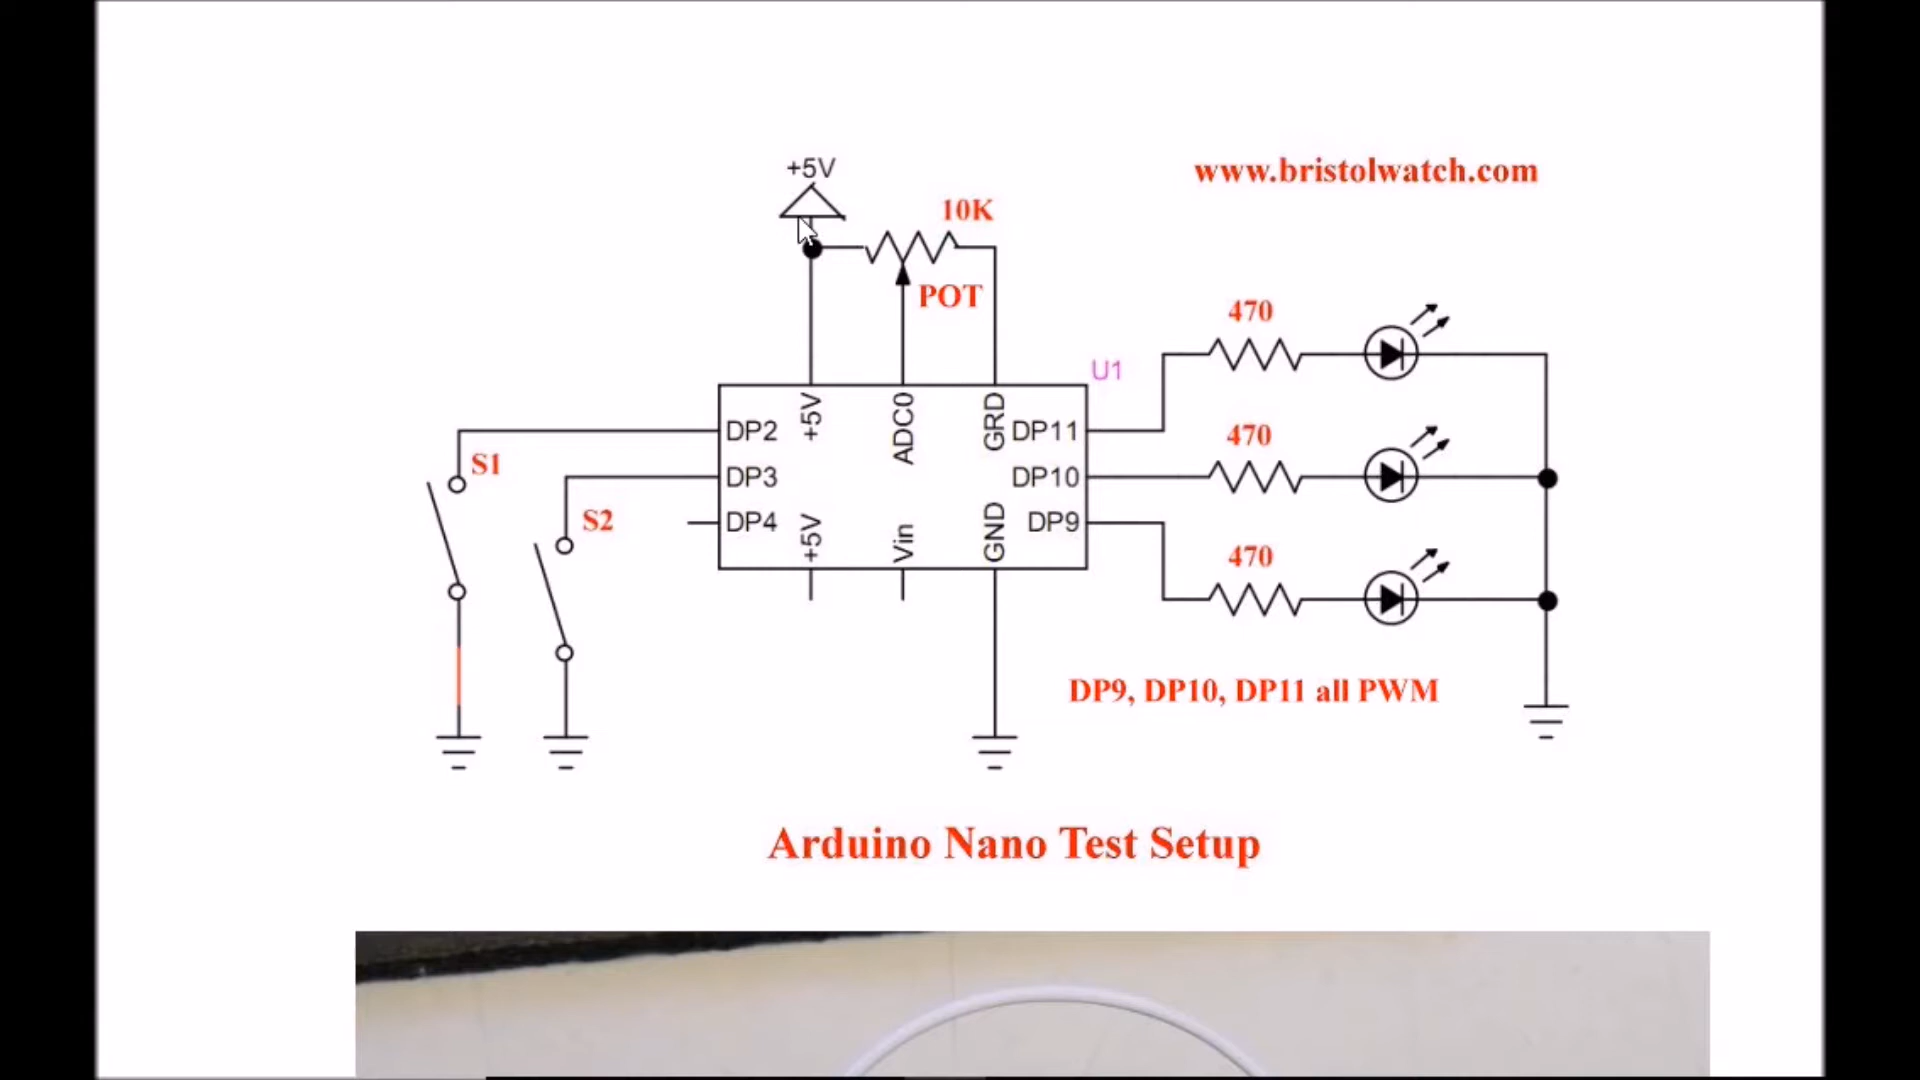 +5V
www.bristolwatch.com
10K
POT
470
U1
DP2
+5V
ADC0
GRD
DP11
S1
470
DP3
DP10
S2
DP4
+5V
Vin
GND
DP9
470
DP9, DP10, DP11 all PWM
Arduino Nano Test Setup